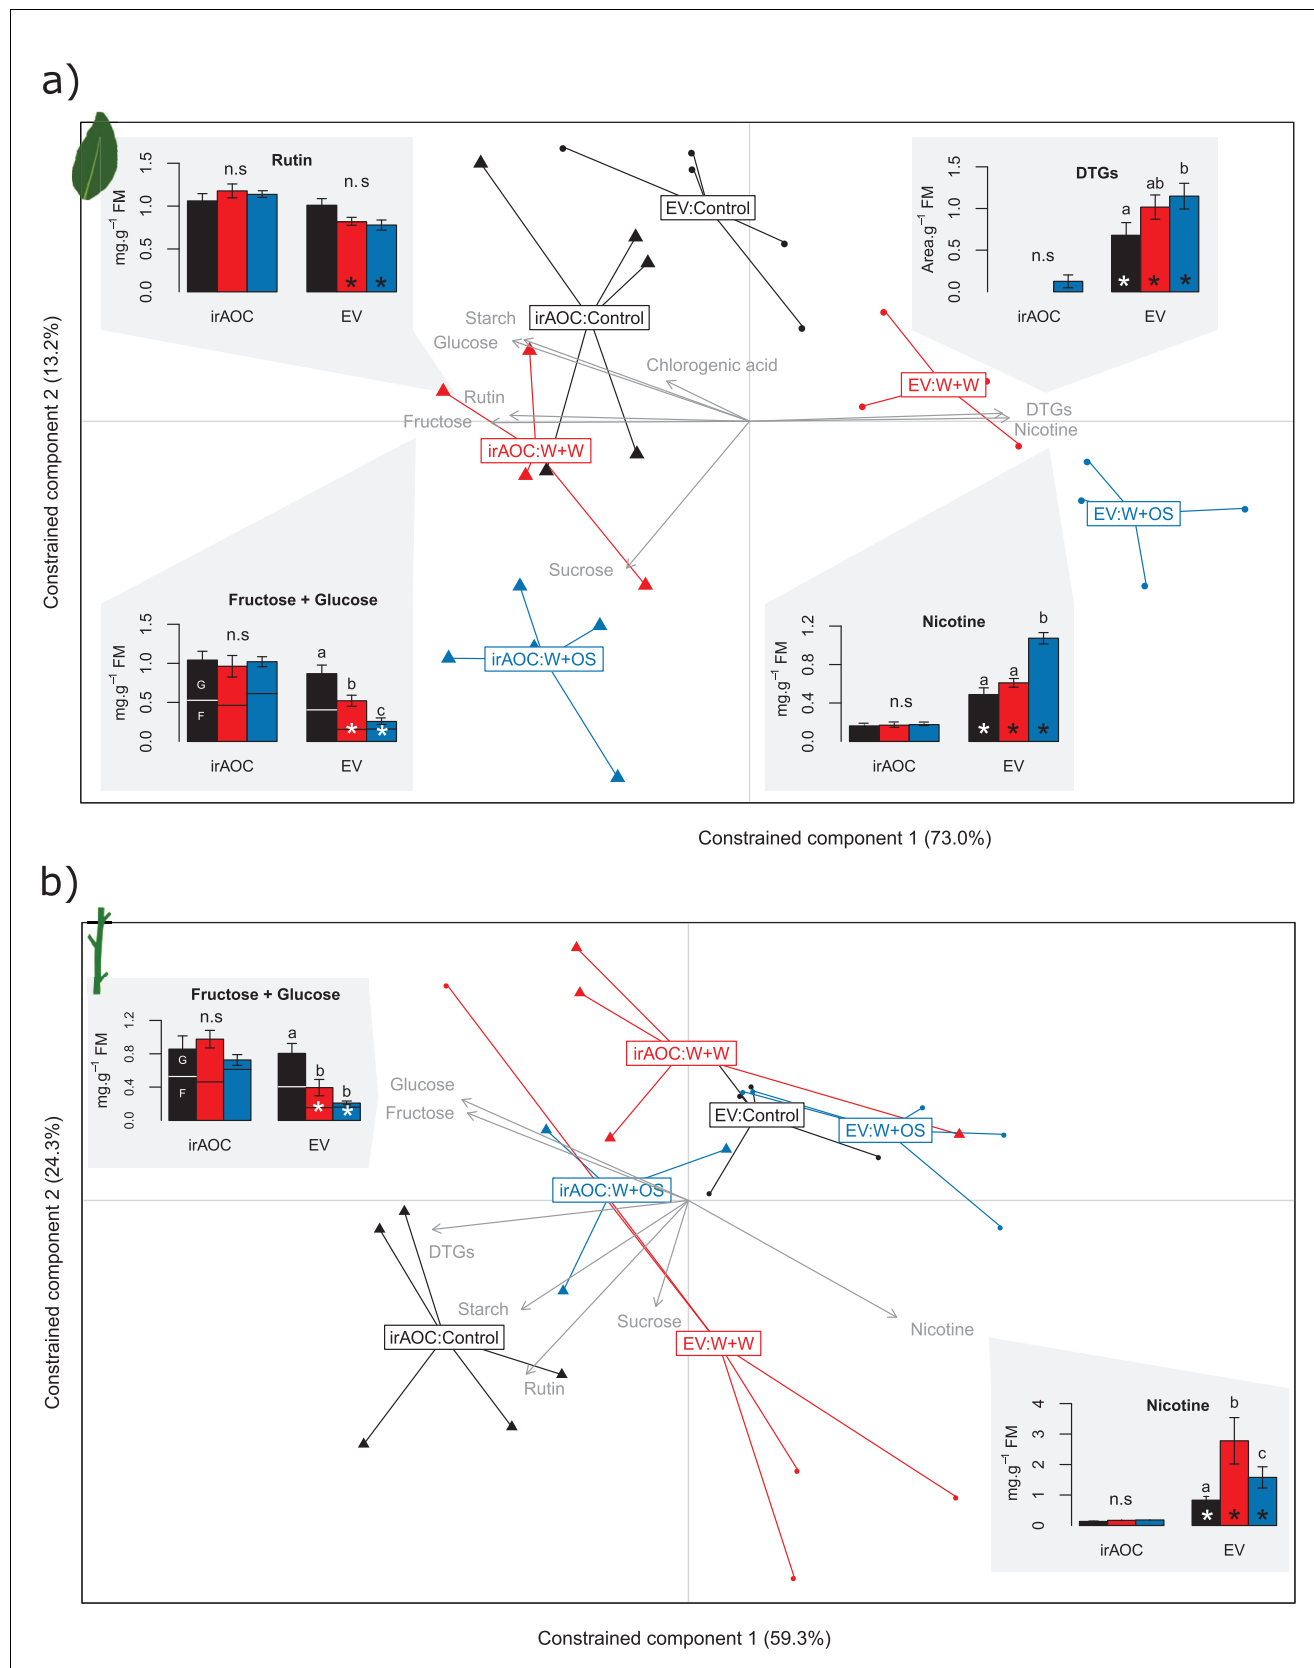 a)
Rutin
1.5
1.0
0.5
0.0
mg.g⁻¹ FM
n.s
n.s
irAOC
EV
EV:Control
DTGs
1.5
1.0
0.5
0.0
Area.g⁻¹ FM
n.s
a
ab
b
*
*
*
irAOC
EV
irAOC:Control
Starch
Glucose
Chlorogenic acid
EV:W+W
Rutin
Fructose
DTGs
Nicotine
irAOC:W+W
EV:W+OS
Sucrose
irAOC:W+OS
Fructose + Glucose
1.5
1.0
0.5
0.0
mg.g⁻¹ FM
n.s
G
F
a
b
c
*
*
irAOC
EV
Nicotine
1.2
0.8
0.4
0.0
mg.g⁻¹ FM
n.s
a
a
b
*
*
*
irAOC
EV
Constrained component 2 (13.2%)
Constrained component 1 (73.0%)
b)
Fructose + Glucose
1.2
0.8
0.4
0.0
mg.g⁻¹ FM
n.s
G
F
a
b
b
*
*
irAOC
EV
irAOC:W+W
Glucose
Fructose
EV:Control
EV:W+OS
irAOC:W+OS
DTGs
Starch
Sucrose
Nicotine
irAOC:Control
EV:W+W
Rutin
Nicotine
4
3
2
1
0
mg.g⁻¹ FM
n.s
a
b
c
*
*
*
irAOC
EV
Constrained component 2 (24.3%)
Constrained component 1 (59.3%)